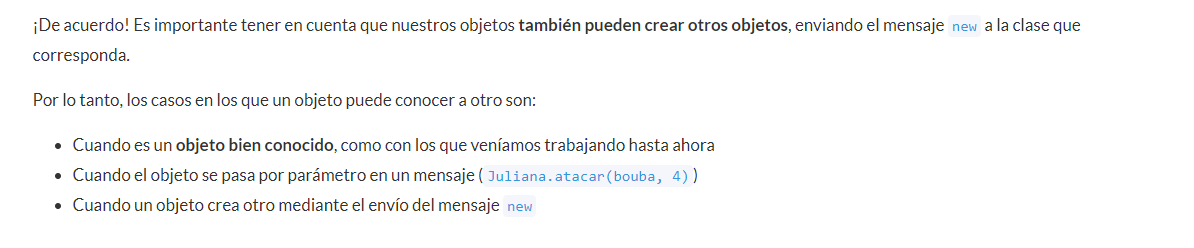 ¡De acuerdo! Es importante tener en cuenta que nuestros objetos también pueden crear otros objetos, enviando el mensaje new a la clase que
corresponda.
Por lo tanto, los casos en los que un objeto puede conocer a otro son:
• Cuando es un objeto bien conocido, como con los que veníamos trabajando hasta ahora
• Cuando el objeto se pasa por parámetro en un mensaje ( Juliana.atacar(bouba, 4) )
• Cuando un objeto crea otro mediante el envío del mensaje new